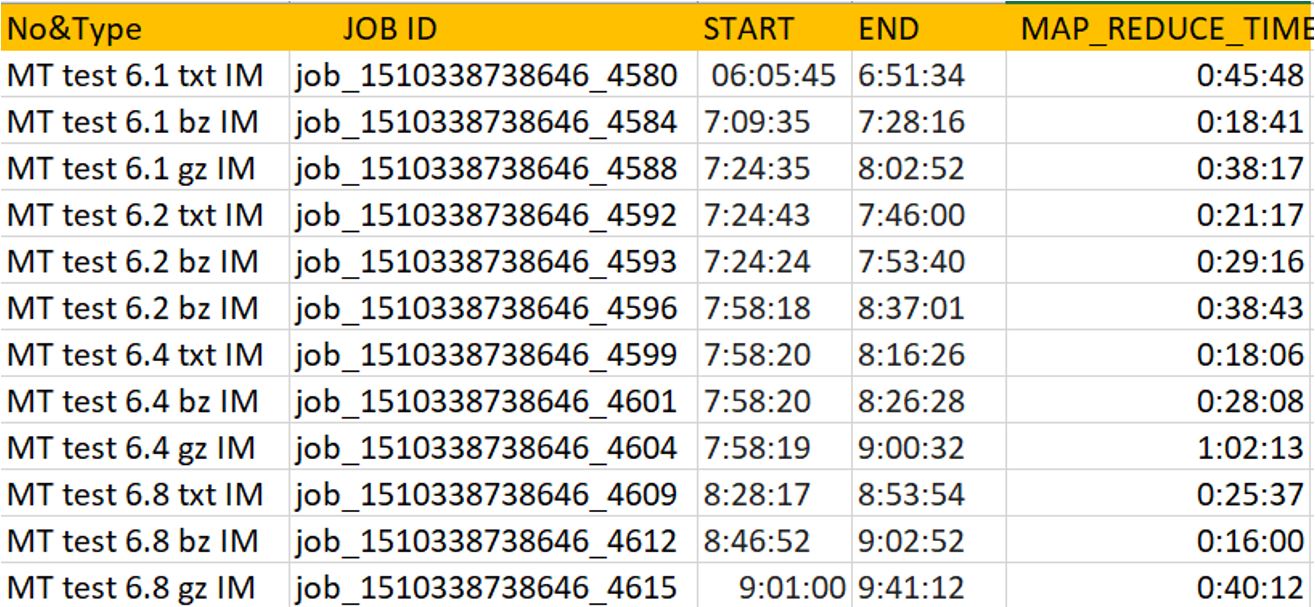 No&Type JOB ID START END MAP_REDUCE_TIME
MT test 6.1 txt IM job_1510338738646_4580 06:05:45 6:51:34 0:45:48
MT test 6.1 bz IM job_1510338738646_4584 7:09:35 7:28:16 0:18:41
MT test 6.1 gz IM job_1510338738646_4588 7:24:35 8:02:52 0:38:17
MT test 6.2 txt IM job_1510338738646_4592 7:24:43 7:46:00 0:21:17
MT test 6.2 bz IM job_1510338738646_4593 7:24:24 7:53:40 0:29:16
MT test 6.2 bz IM job_1510338738646_4596 7:58:18 8:37:01 0:38:43
MT test 6.4 txt IM job_1510338738646_4599 7:58:20 8:16:26 0:18:06
MT test 6.4 bz IM job_1510338738646_4601 7:58:20 8:26:28 0:28:08
MT test 6.4 gz IM job_1510338738646_4604 7:58:19 9:00:32 1:02:13
MT test 6.8 txt IM job_1510338738646_4609 8:28:17 8:53:54 0:25:37
MT test 6.8 bz IM job_1510338738646_4612 8:46:52 9:02:52 0:16:00
MT test 6.8 gz IM job_1510338738646_4615 9:01:00 9:41:12 0:40:12